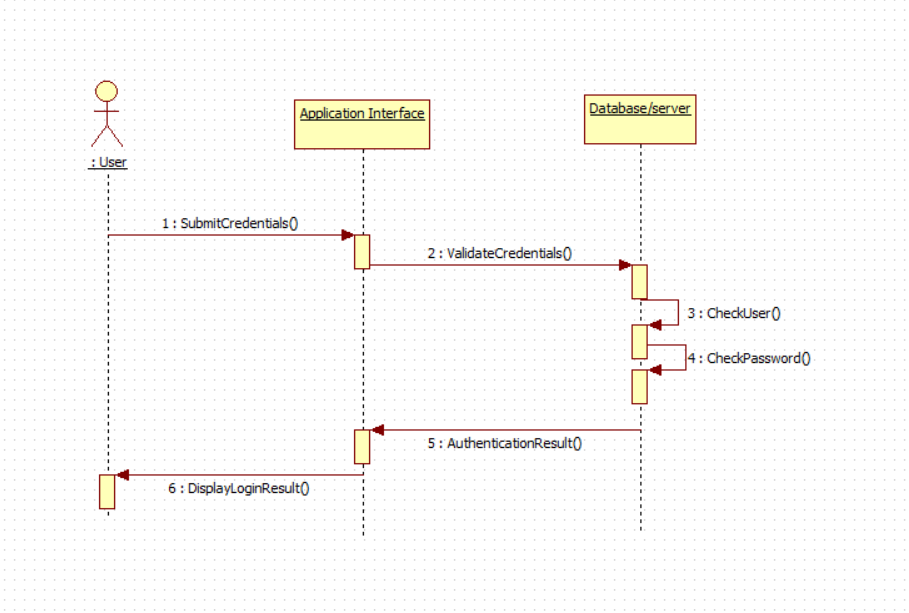 : User
Application Interface
Database/server
1 : SubmitCredentials()
2 : ValidateCredentials()
3 : CheckUser()
4 : CheckPassword()
5 : AuthenticationResult()
6 : DisplayLoginResult()